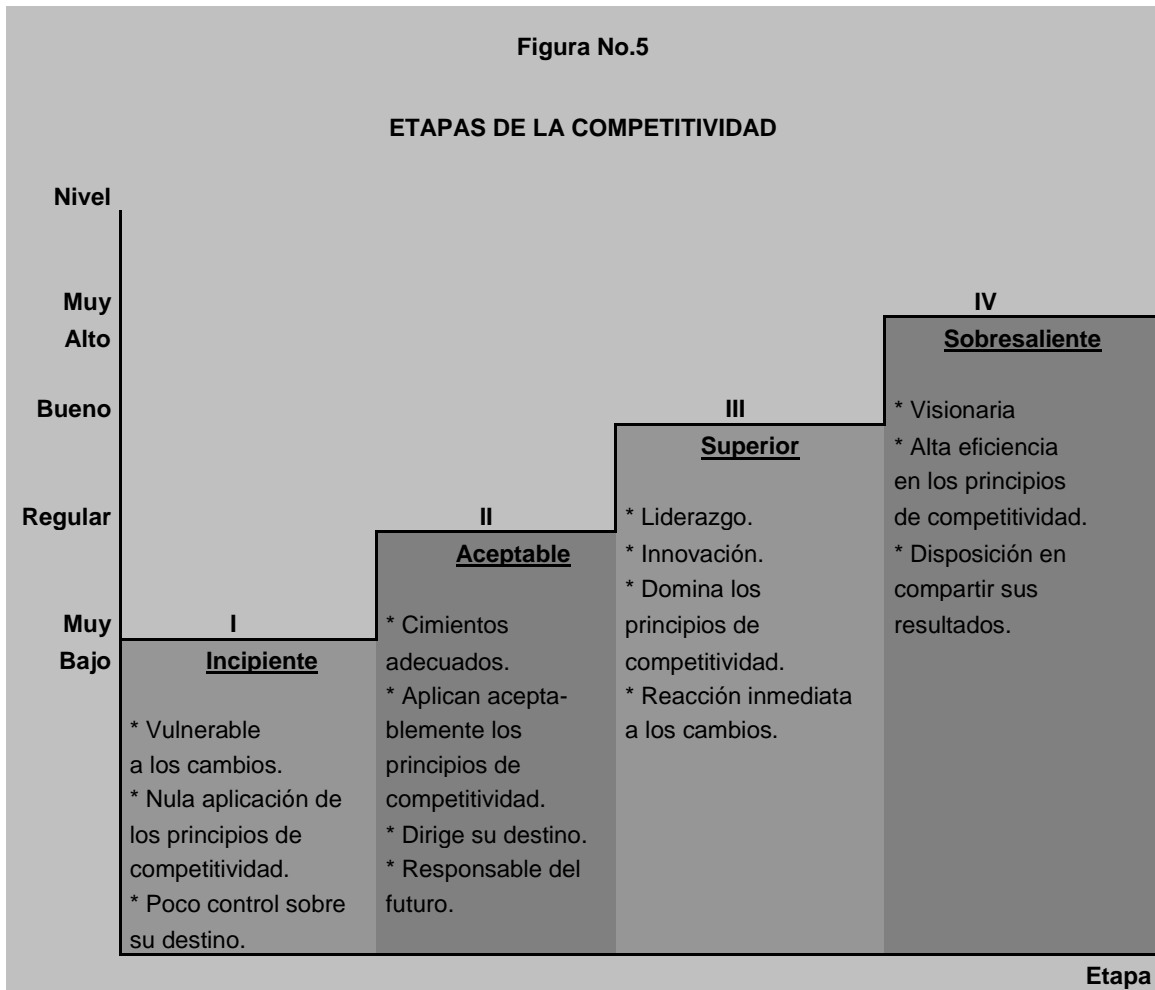 Figura No.5
ETAPAS DE LA COMPETITIVIDAD
Nivel
Muy
Alto
Bueno
Regular
Muy
Bajo
I
Incipiente
* Vulnerable
a los cambios.
* Nula aplicación de
los principios de
competitividad.
* Poco control sobre
su destino.
II
Aceptable
* Cimientos
adecuados.
* Aplican acepta-
blemente los
principios de
competitividad.
* Dirige su destino.
* Responsable del
futuro.
III
Superior
* Liderazgo.
* Innovación.
* Domina los
principios de
competitividad.
* Reacción inmediata
a los cambios.
IV
Sobresaliente
* Visionaria
* Alta eficiencia
en los principios
de competitividad.
* Disposición en
compartir sus
resultados.
Etapa